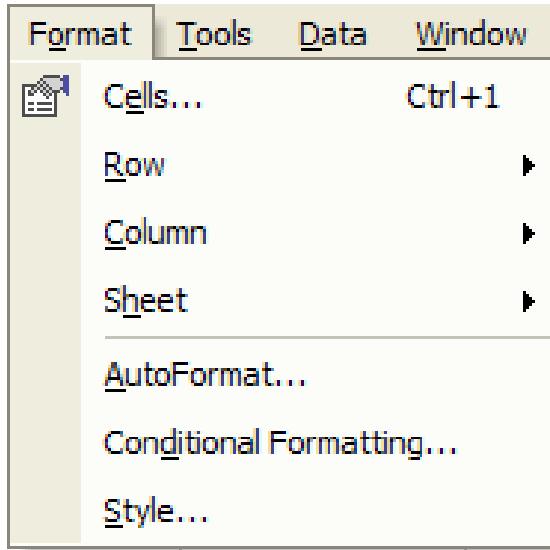 Format Tools Data Window
Cells... Ctrl+1
Row
Column
Sheet
AutoFormat...
Conditional Formatting...
Style...